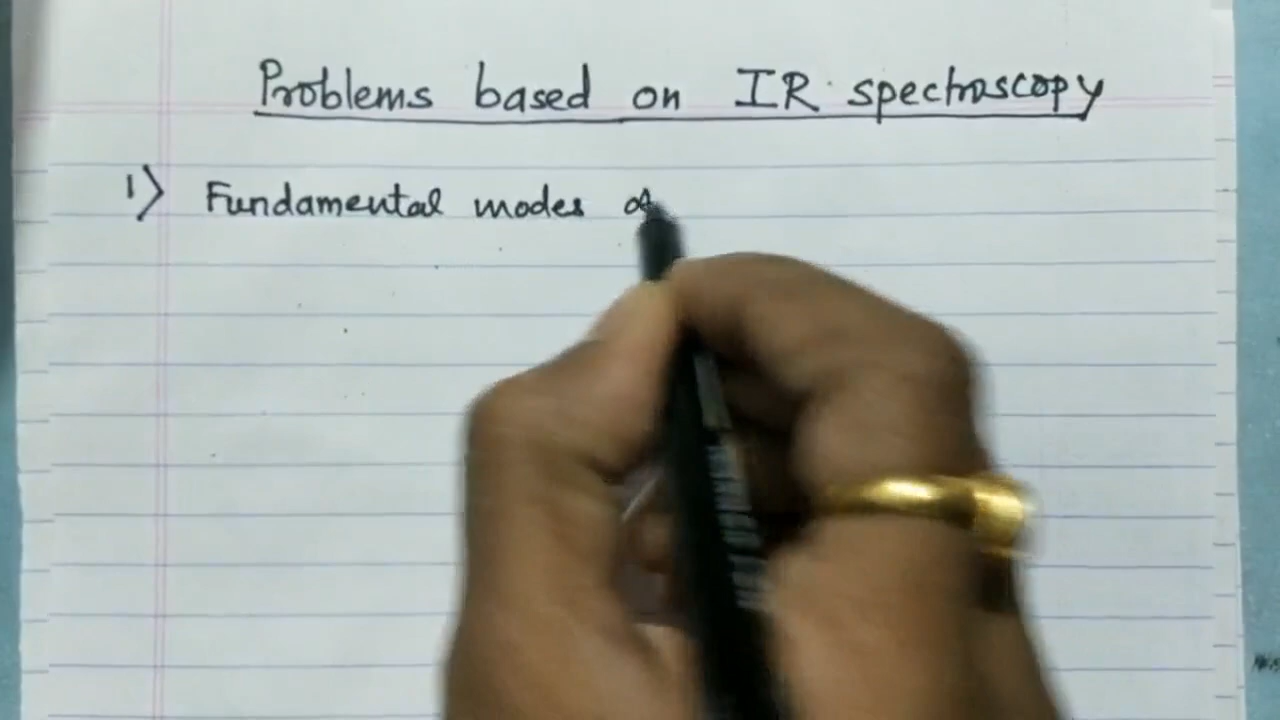 Problems based on IR spectroscopy
1) Fundamental modes